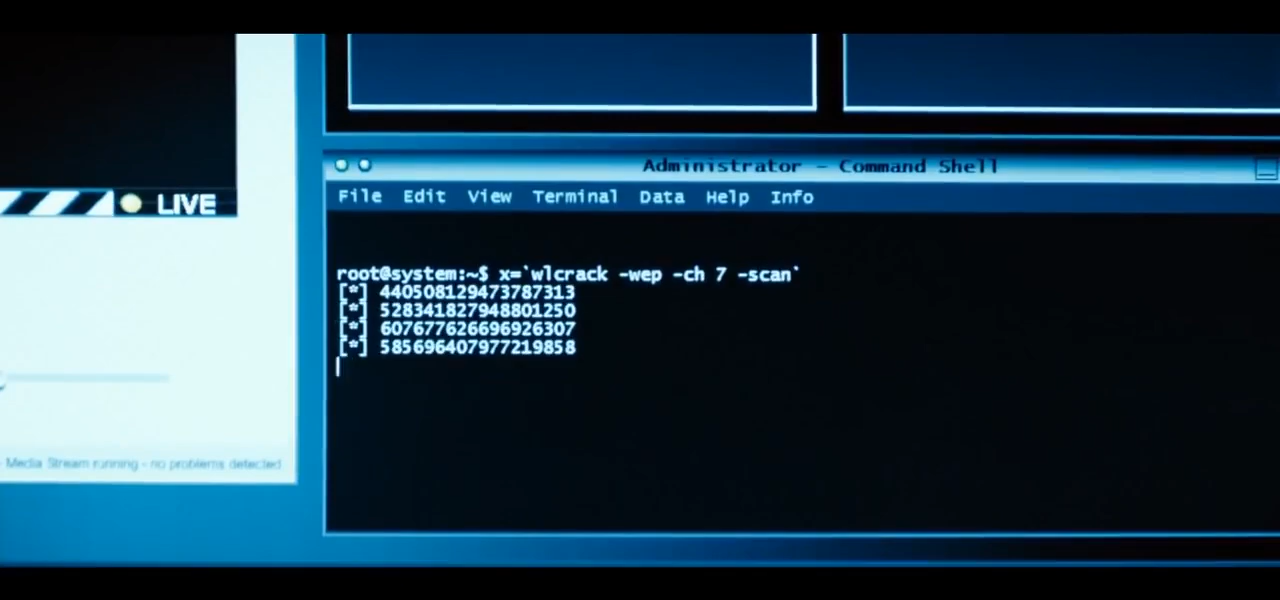 LIVE
Media Stream running - no problems detected
Administrator - Command Shell
File Edit View Terminal Data Help Info
root@system:~$ x=`wlcrack -wep -ch 7 -scan`
[*] 440508129473787313
[*] 528341827948801250
[*] 607677626696926307
[*] 585696407977219858